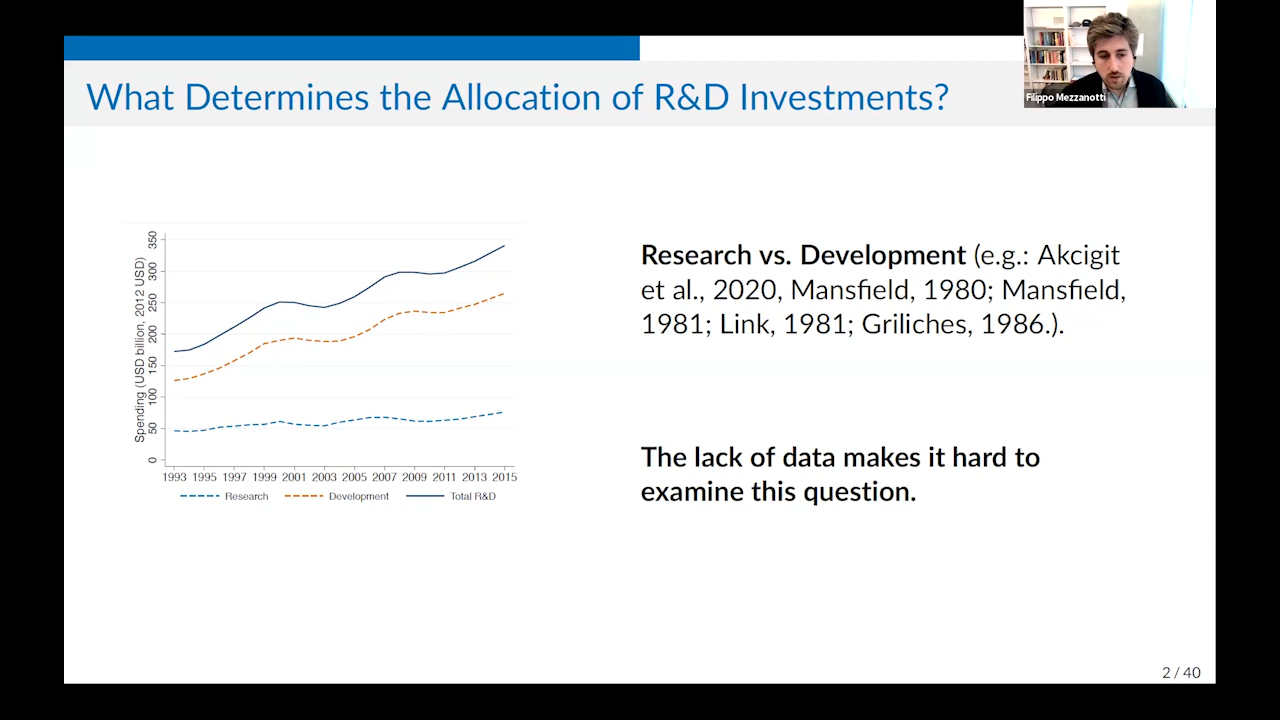 What Determines the Allocation of R&D Investments?
Filippo Mezzanotti
Spending (USD billion, 2012 USD)
350
300
250
200
150
100
50
0
1993 1995 1997 1999 2001 2003 2005 2007 2009 2011 2013 2015
Research Development Total R&D
Research vs. Development (e.g.: Akcigit
et al., 2020, Mansfield, 1980; Mansfield,
1981; Link, 1981; Griliches, 1986.).
The lack of data makes it hard to
examine this question.
2 / 40